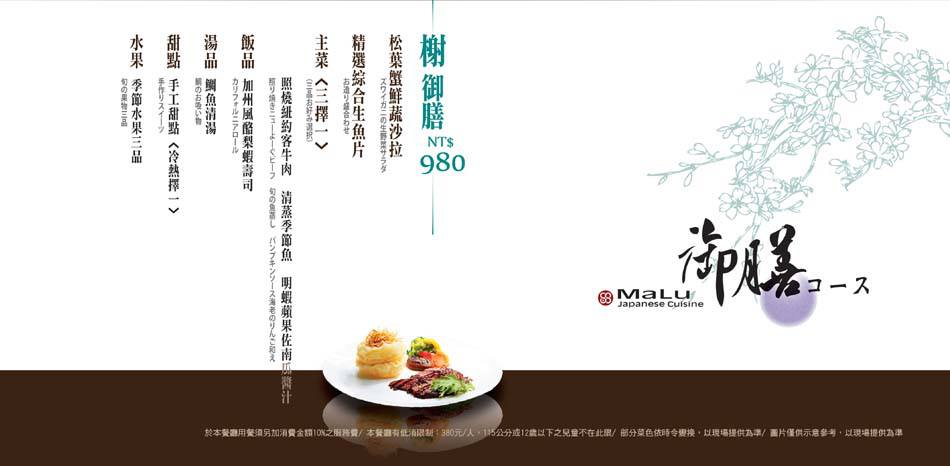 榭御膳
NT$
980
松葉蟹鮮蔬沙拉
ズワイガニの生野菜サラダ
精選綜合生魚片
お造り盛合わせ
主菜《三擇一》
(三品お好み選択)
照燒紐約客牛肉 清蒸季節魚 明蝦蘋果佐南瓜醬汁
照り焼きニューよーくビーフ 旬の魚蒸し パンプキンソース海老のりんご和え
飯品 加州風酪梨蝦壽司
カリフォルニアロール
湯品 鯛魚清湯
鯛のお吸い物
甜點 手工甜點《冷熱擇一》
手作りスイーツ
水果 季節水果三品
旬の果物三品
御膳コース
MaLu
Japanese Cuisine
於本餐廳用餐須另加消費金額10%之服務費/ 本餐廳有低消限制：380元/人，115公分或12歲以下之兒童不在此限/ 部分菜色依時令變換，以現場提供為準/ 圖片僅供示意參考，以現場提供為準